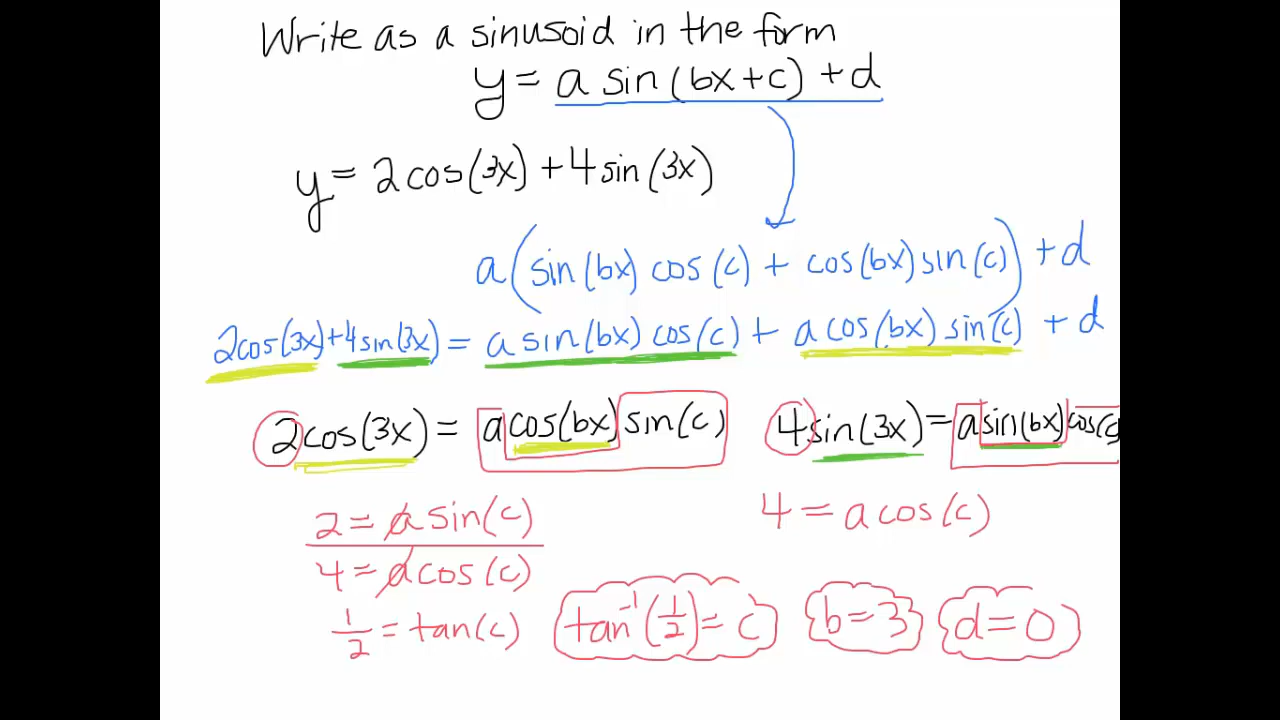 Write as a sinusoid in the form
y = a sin(bx+c) + d
y = 2cos(3x) + 4sin(3x)
a(sin(bx) cos(c) + cos(bx) sin(c)) + d
2cos(3x)+4sin(3x) = a sin(bx) cos(c) + a cos(bx) sin(c) + d
2cos(3x) = a cos(bx) sin(c) 4sin(3x) = a sin(bx) cos(c
2 = a sin(c) 4 = a cos(c)
4 = a cos(c)
1/2 = tan(c) tan⁻¹(1/2) = c b = 3 d = 0